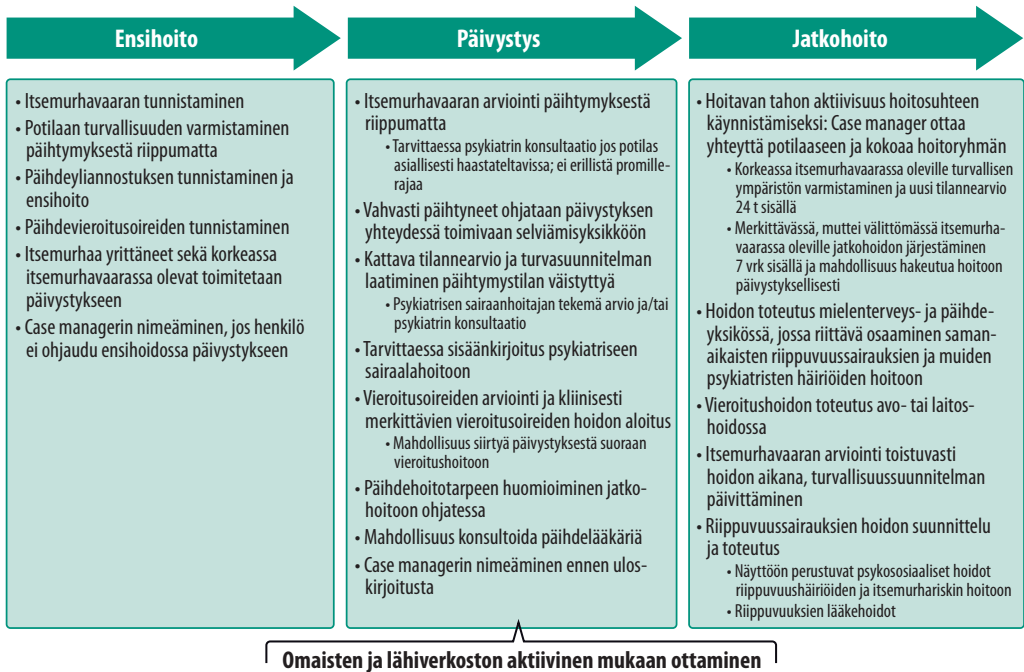 Ensihoito
• Itsemurhavaaran tunnistaminen
• Potilaan turvallisuuden varmistaminen
päihtymyksestä riippumatta
• Päihdeyliannostuksen tunnistaminen ja
ensihoito
• Päihdevieroitusoireiden tunnistaminen
• Itsemurhaa yrittäneet sekä korkeassa
itsemurhavaarassa olevat toimitetaan
päivystykseen
• Case managerin nimeäminen, jos henkilö
ei ohjaudu ensihoidossa päivystykseen
Päivystys
• Itsemurhavaaran arviointi päihtymyksestä
riippumatta
• Tarvittaessa psykiatrin konsultaatio jos potilas
asiallisesti haastateltavissa; ei erillistä promille-
rajaa
• Vahvasti päihtyneet ohjataan päivystyksen
yhteydessä toimivaan selviämisyksikköön
• Kattava tilannearvio ja turvasuunnitelman
laatiminen päihtymystilan väistyttyä
• Psykiatrisen sairaanhoitajan tekemä arvio ja/tai
psykiatrin konsultaatio
• Tarvittaessa sisäänkirjoitus psykiatriseen
sairaalahoitoon
• Vieroitusoireiden arviointi ja kliinisesti
merkittävien vieroitusoireiden hoidon aloitus
• Mahdollisuus siirtyä päivystyksestä suoraan
vieroitushoitoon
• Päihdehoitotarpeen huomioiminen jatko-
hoitoon ohjatessa
• Mahdollisuus konsultoida päihdelääkäriä
• Case managerin nimeäminen ennen ulos-
kirjoitusta
Jatkohoito
• Hoitavan tahon aktiivisuus hoitosuhteen
käynnistämiseksi: Case manager ottaa
yhteyttä potilaaseen ja kokoaa hoitoryhmän
• Korkeassa itsemurhavaarassa oleville turvallisen
ympäristön varmistaminen ja uusi tilannearvio
24 t sisällä
• Merkittävässä, muttei välittömässä itsemurha-
vaarassa oleville jatkohoidon järjestäminen
7 vrk sisällä ja mahdollisuus hakeutua hoitoon
päivystyksellisesti
• Hoidon toteutus mielenterveys- ja päihde-
yksikössä, jossa riittävä osaaminen saman-
aikaisten riippuvuussairauksien ja muiden
psykiatristen häiriöiden hoitoon
• Vieroitushoidon toteutus avo- tai laitos-
hoidossa
• Itsemurhavaaran arviointi toistuvasti
hoidon aikana, turvallisuussuunnitelman
päivittäminen
• Riippuvuussairauksien hoidon suunnittelu
ja toteutus
• Näyttöön perustuvat psykososiaaliset hoidot
riippuvuushäiriöiden ja itsemurhariskin hoitoon
• Riippuvuuksien lääkehoidot
Omaisten ja lähiverkoston aktiivinen mukaan ottaminen